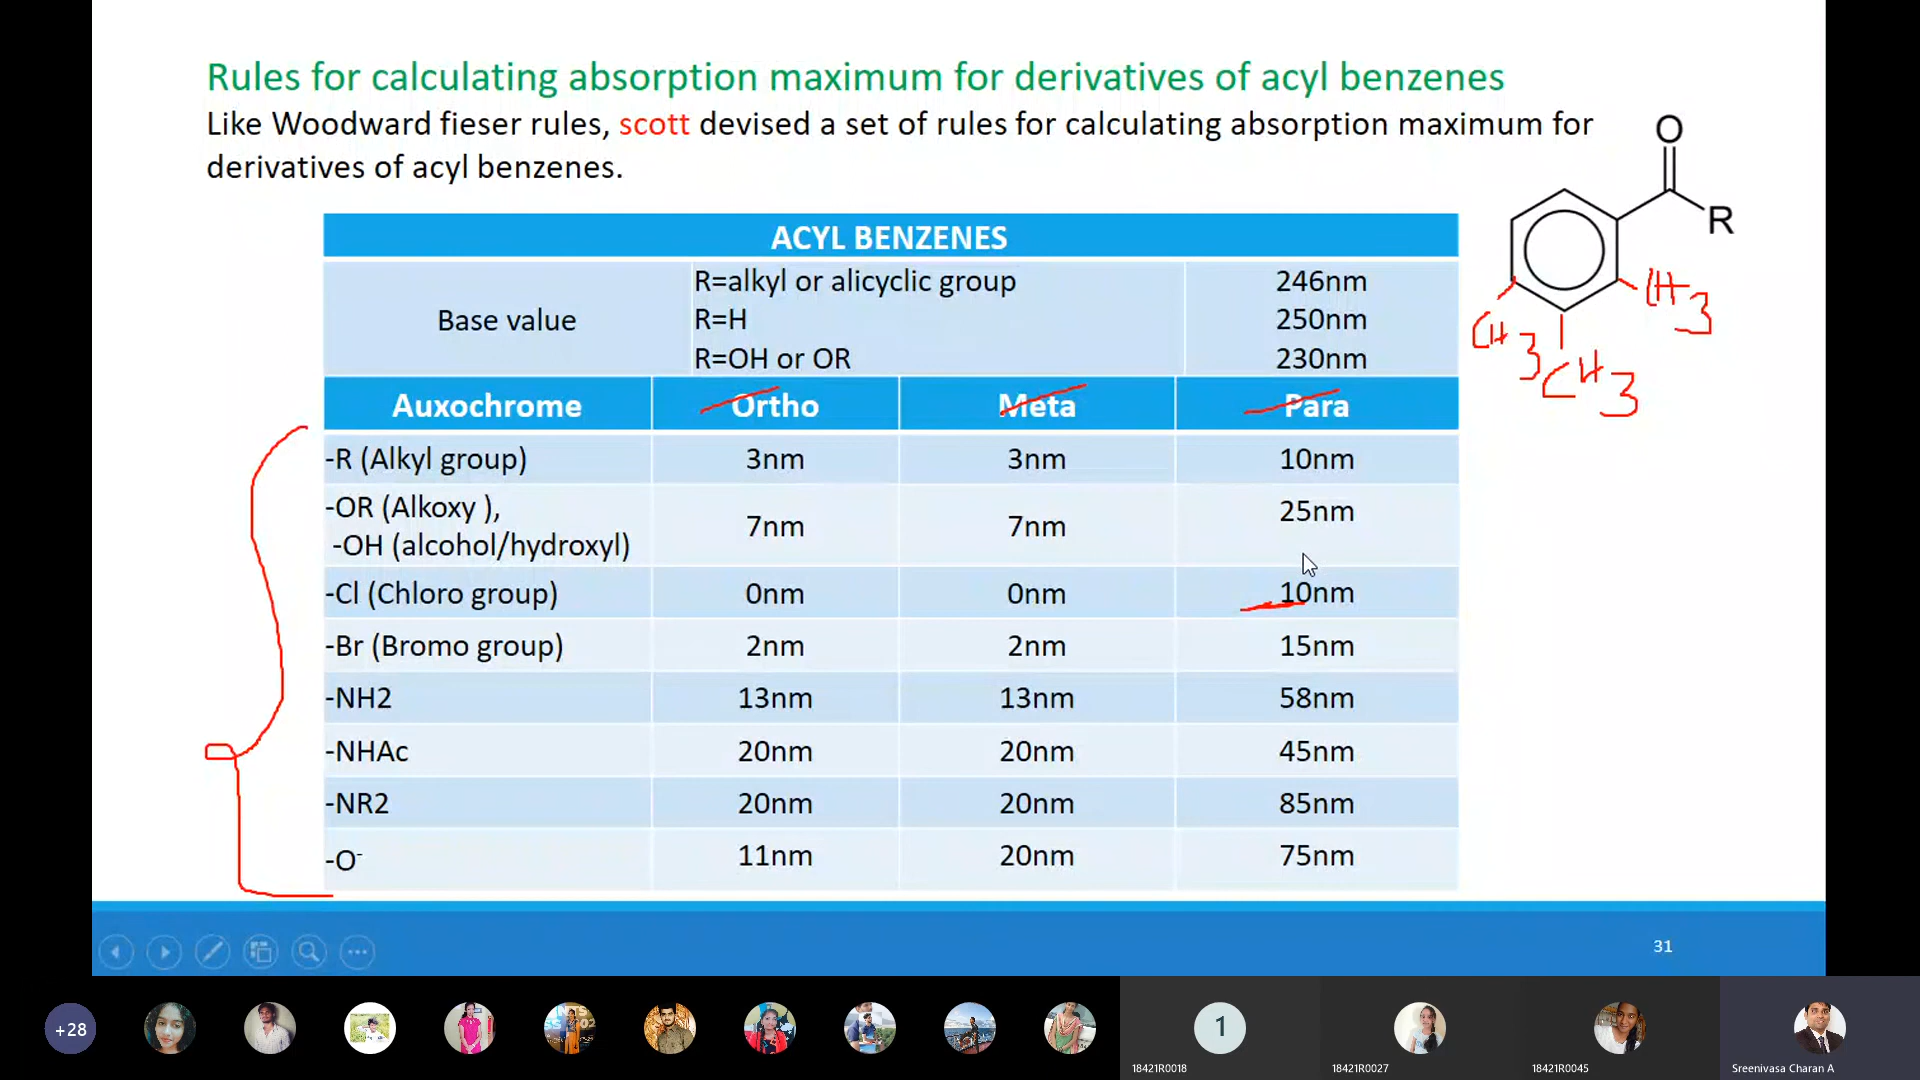 Rules for calculating absorption maximum for derivatives of acyl benzenes
Like Woodward fieser rules, scott devised a set of rules for calculating absorption maximum for
derivatives of acyl benzenes.
O
R
CH3
CH3
CH3
ACYL BENZENES
Base value
R=alkyl or alicyclic group 246nm
R=H 250nm
R=OH or OR 230nm
Auxochrome Ortho Meta Para
-R (Alkyl group) 3nm 3nm 10nm
-OR (Alkoxy ),
-OH (alcohol/hydroxyl) 7nm 7nm 25nm
-Cl (Chloro group) 0nm 0nm 10nm
-Br (Bromo group) 2nm 2nm 15nm
-NH2 13nm 13nm 58nm
-NHAc 20nm 20nm 45nm
-NR2 20nm 20nm 85nm
-O- 11nm 20nm 75nm
31
+28
1
18421R0018
18421R0027
18421R0045
Sreenivasa Charan A